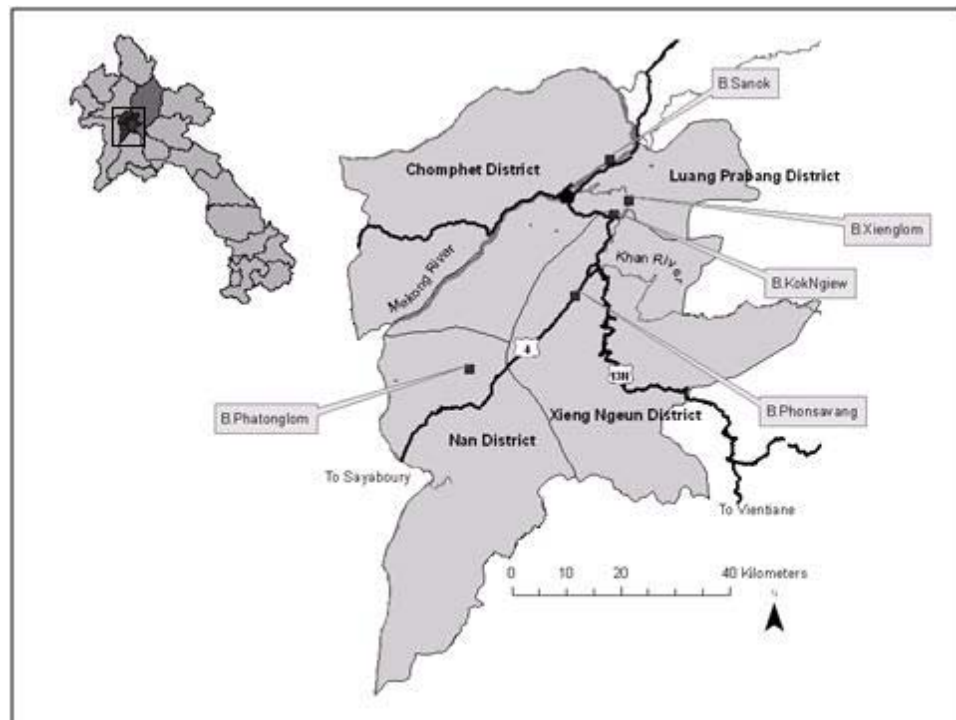 B.Sanok
Chomphet District
Luang Prabang District
B.Xienglom
Mekong River
Khan River
B.KokNgiew
4
13N
B.Phatonglom
B.Phonsavang
Xieng Ngeun District
Nan District
To Sayaboury
To Vientiane
0 10 20 40 Kilometers